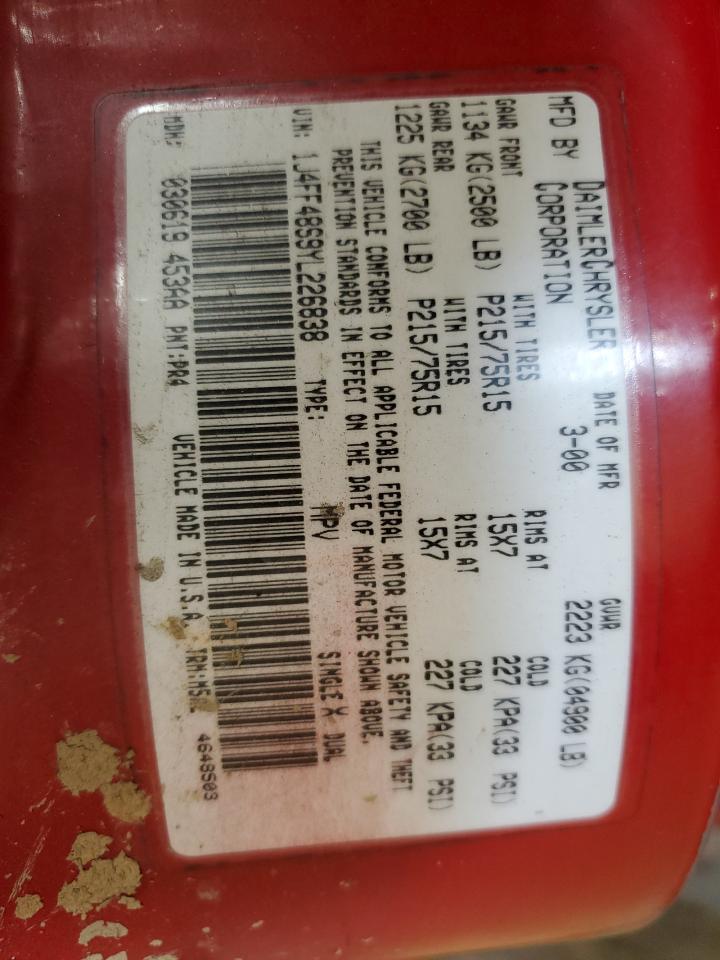 MFD BY DAIMLERCHRYSLER CORPORATION DATE OF MFR 3-00 GVWR 2223 KG(04900 LB)
GAWR FRONT WITH TIRES RIMS AT COLD
1134 KG(2500 LB) P215/75R15 15X7 227 KPA(33 PSI)
GAWR REAR WITH TIRES RIMS AT COLD
1225 KG(2700 LB) P215/75R15 15X7 227 KPA(33 PSI)
THIS VEHICLE CONFORMS TO ALL APPLICABLE FEDERAL MOTOR VEHICLE SAFETY AND THEFT
PREVENTION STANDARDS IN EFFECT ON THE DATE OF MANUFACTURE SHOWN ABOVE.
VIN: 1J4FF48S9YL226838 TYPE: MPV SINGLE X DUAL
MDH: 030619 453AA PNT:PR4 VEHICLE MADE IN U.S.A. 4648503